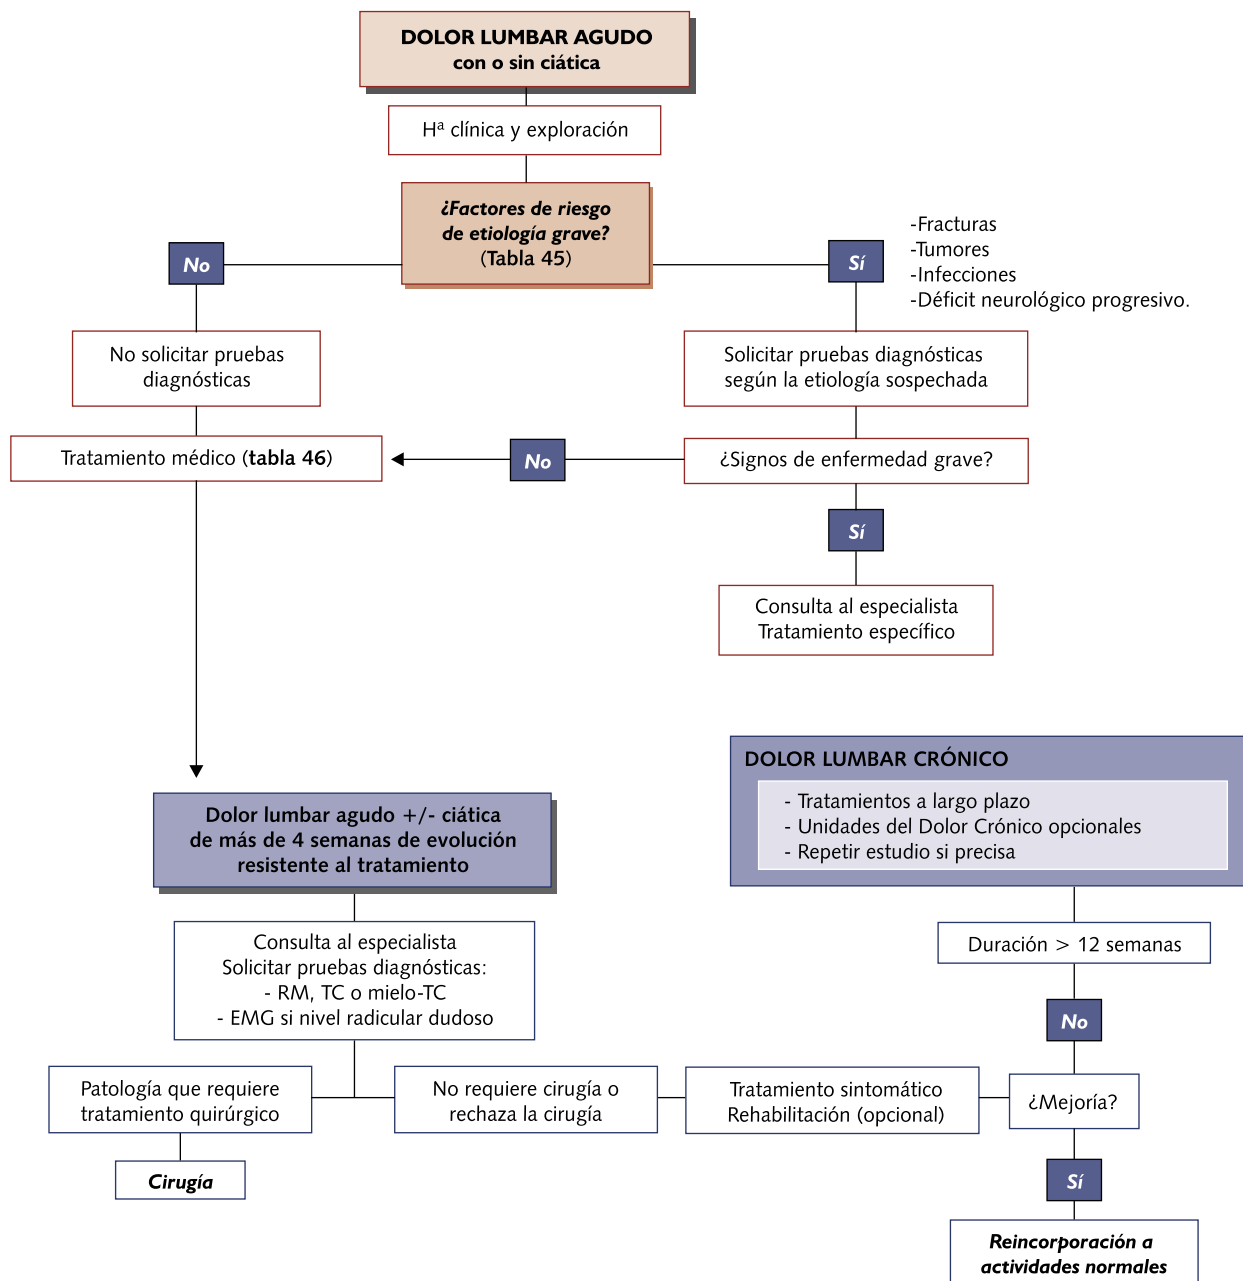 DOLOR LUMBAR AGUDO
con o sin ciática
Hª clínica y exploración
¿Factores de riesgo
de etiología grave?
(Tabla 45)
No
Sí
-Fracturas
-Tumores
-Infecciones
-Déficit neurológico progresivo.
No solicitar pruebas
diagnósticas
Solicitar pruebas diagnósticas
según la etiología sospechada
Tratamiento médico (tabla 46)
No
¿Signos de enfermedad grave?
Sí
Consulta al especialista
Tratamiento específico
DOLOR LUMBAR CRÓNICO
- Tratamientos a largo plazo
- Unidades del Dolor Crónico opcionales
- Repetir estudio si precisa
Dolor lumbar agudo +/- ciática
de más de 4 semanas de evolución
resistente al tratamiento
Consulta al especialista
Solicitar pruebas diagnósticas:
- RM, TC o mielo-TC
- EMG si nivel radicular dudoso
Duración > 12 semanas
No
Patología que requiere
tratamiento quirúrgico
No requiere cirugía o
rechaza la cirugía
Tratamiento sintomático
Rehabilitación (opcional)
¿Mejoría?
Cirugía
Sí
Reincorporación a
actividades normales